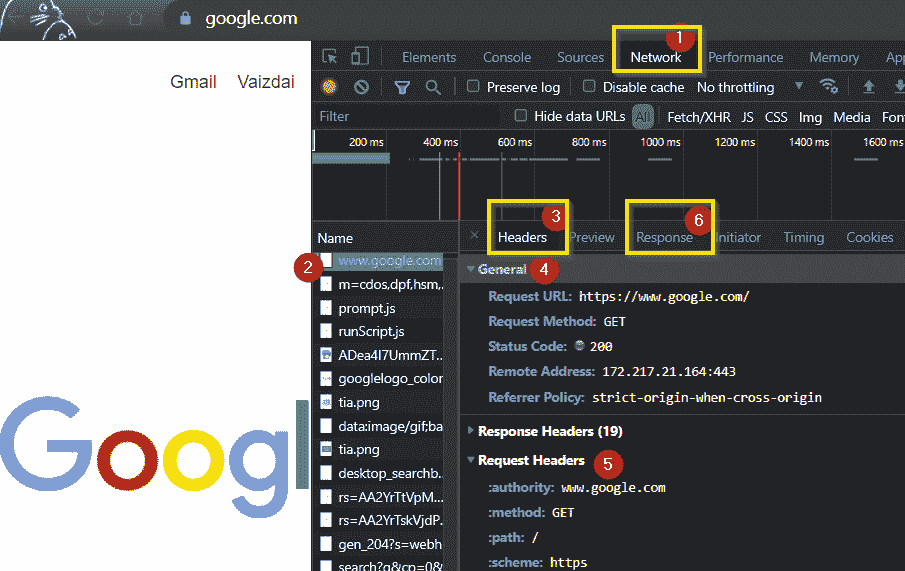 google.com
Gmail Vaizdai
Elements Console Sources Network 1 Performance Memory App
Preserve log Disable cache No throttling
Filter Hide data URLs All Fetch/XHR JS CSS Img Media Font
200 ms 400 ms 600 ms 800 ms 1000 ms 1200 ms 1400 ms 1600 ms
Name
2 www.google.com
m=cdos,dpf,hsm,..
prompt.js
runScript.js
ADea4I7UmmZT...
googlelogo_color
tia.png
data:image/gif;ba
tia.png
desktop_searchb..
rs=AA2YrTtVpM...
rs=AA2YrTskVjdP..
gen_204?s=webh
search?q&cp=0&
Headers 3 Preview Response 6 Initiator Timing Cookies
General 4
Request URL: https://www.google.com/
Request Method: GET
Status Code: 200
Remote Address: 172.217.21.164:443
Referrer Policy: strict-origin-when-cross-origin
Response Headers (19)
Request Headers 5
:authority: www.google.com
:method: GET
:path: /
:scheme: https
Googl